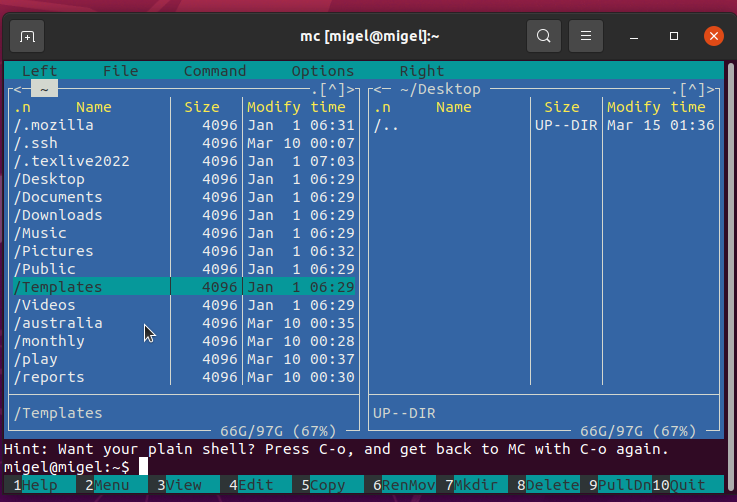 mc [migel@migel]:~
Left File Command Options Right
<─ ~ .[^]> <─ ~/Desktop .[^]>
.n Name Size Modify time .n Name Size Modify time
/.mozilla 4096 Jan 1 06:31 /.. UP--DIR Mar 15 01:36
/.ssh 4096 Mar 10 00:07
/.texlive2022 4096 Jan 1 07:03
/Desktop 4096 Jan 1 06:29
/Documents 4096 Jan 1 06:29
/Downloads 4096 Jan 1 06:29
/Music 4096 Jan 1 06:29
/Pictures 4096 Jan 1 06:32
/Public 4096 Jan 1 06:29
/Templates 4096 Jan 1 06:29
/Videos 4096 Jan 1 06:29
/australia 4096 Mar 10 00:35
/monthly 4096 Mar 10 00:28
/play 4096 Mar 10 00:37
/reports 4096 Mar 10 00:30
/Templates UP--DIR
66G/97G (67%) 66G/97G (67%)
Hint: Want your plain shell? Press C-o, and get back to MC with C-o again.
migel@migel:~$
1Help 2Menu 3View 4Edit 5Copy 6RenMov 7Mkdir 8Delete 9PullDn 10Quit